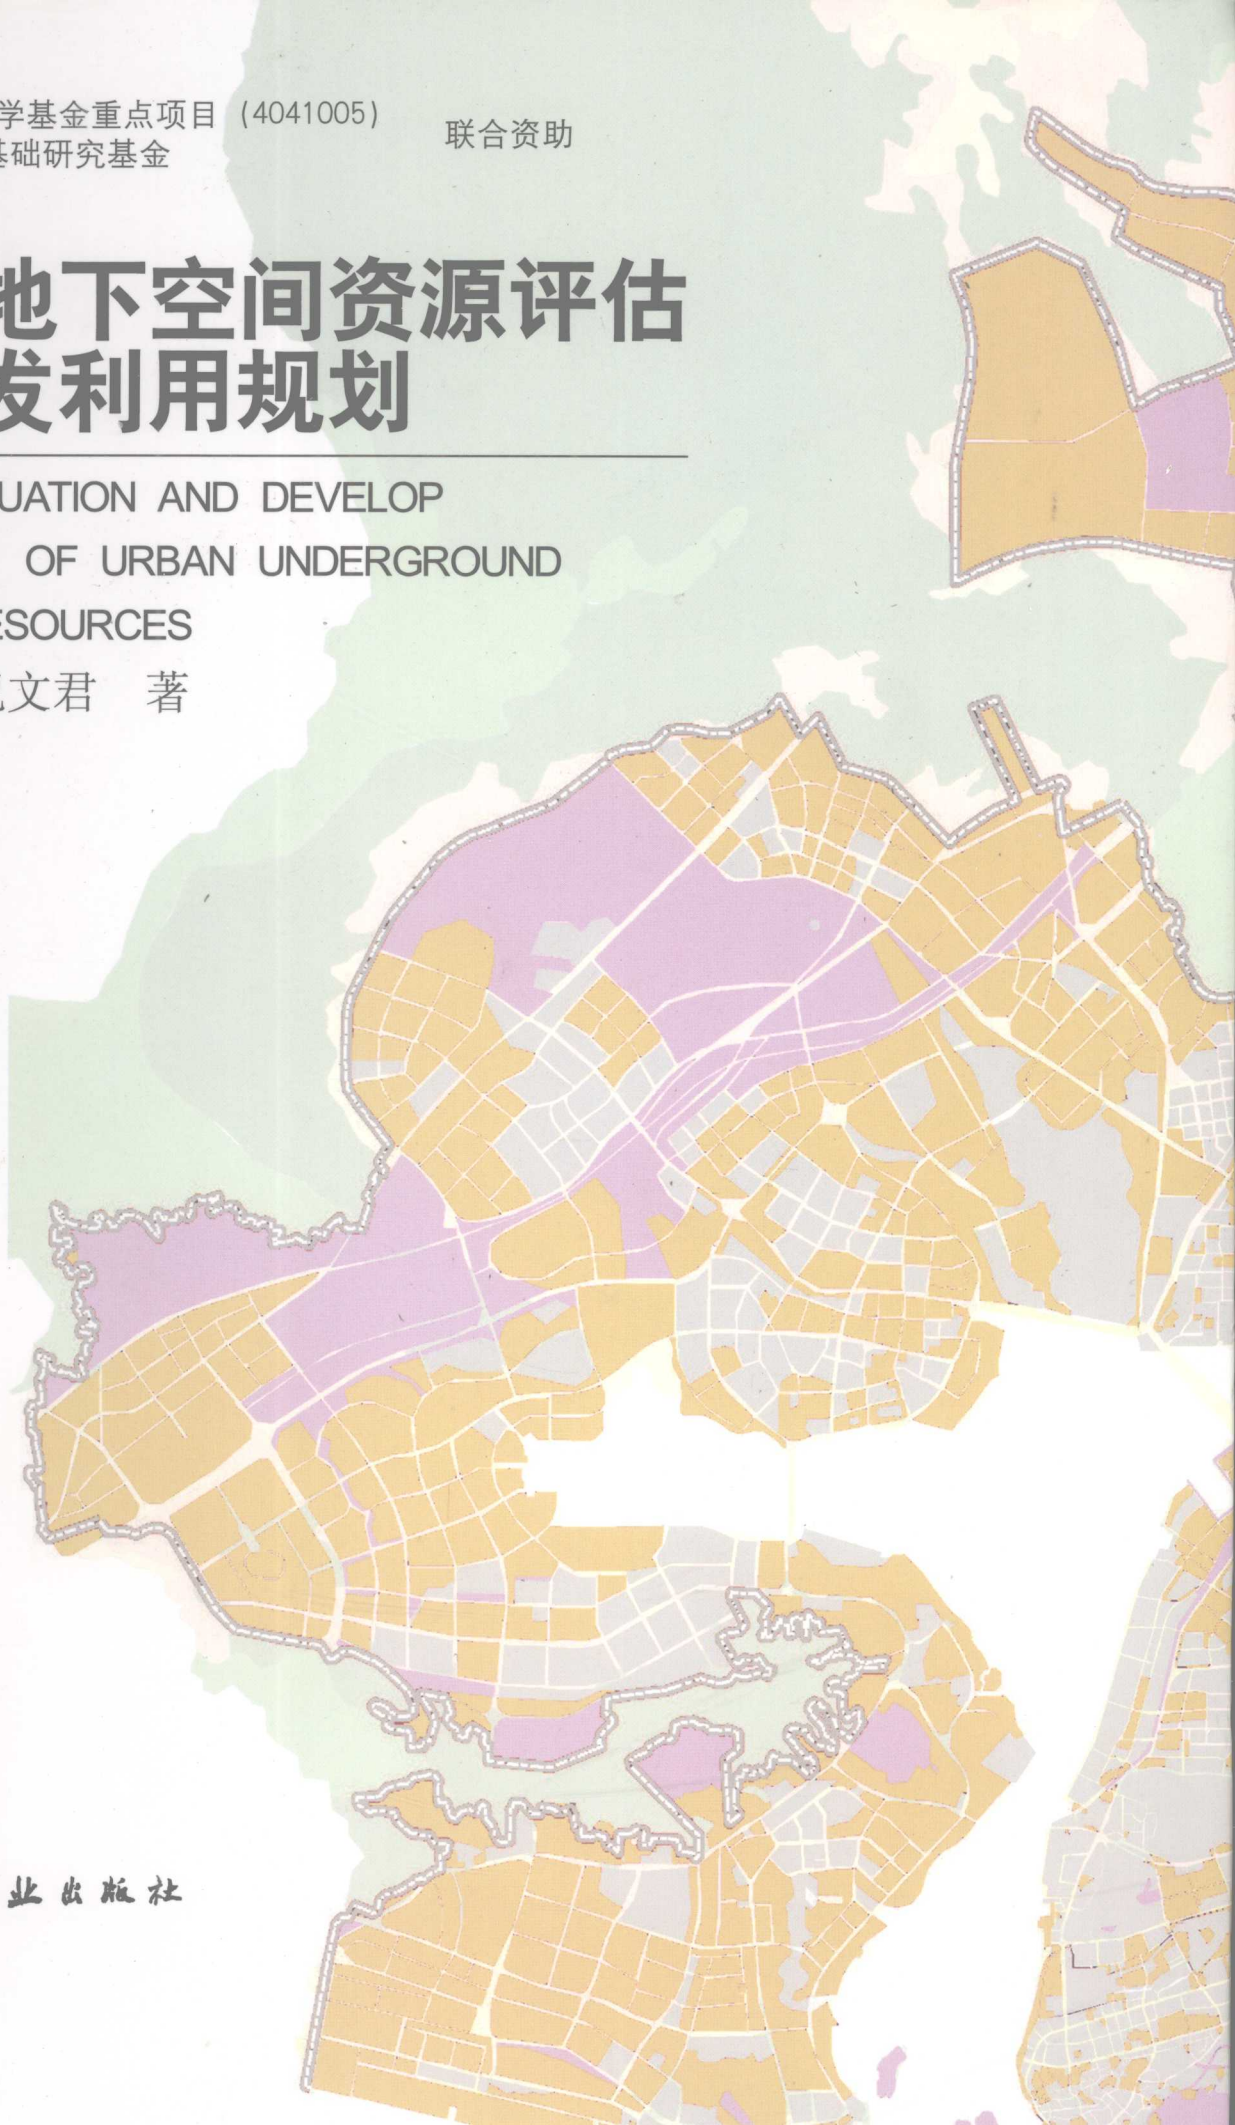 学基金重点项目（4041005）
基础研究基金
联合资助
地下空间资源评估
发利用规划
UATION AND DEVELOP
OF URBAN UNDERGROUND
ESOURCES
文君 著
业出版社